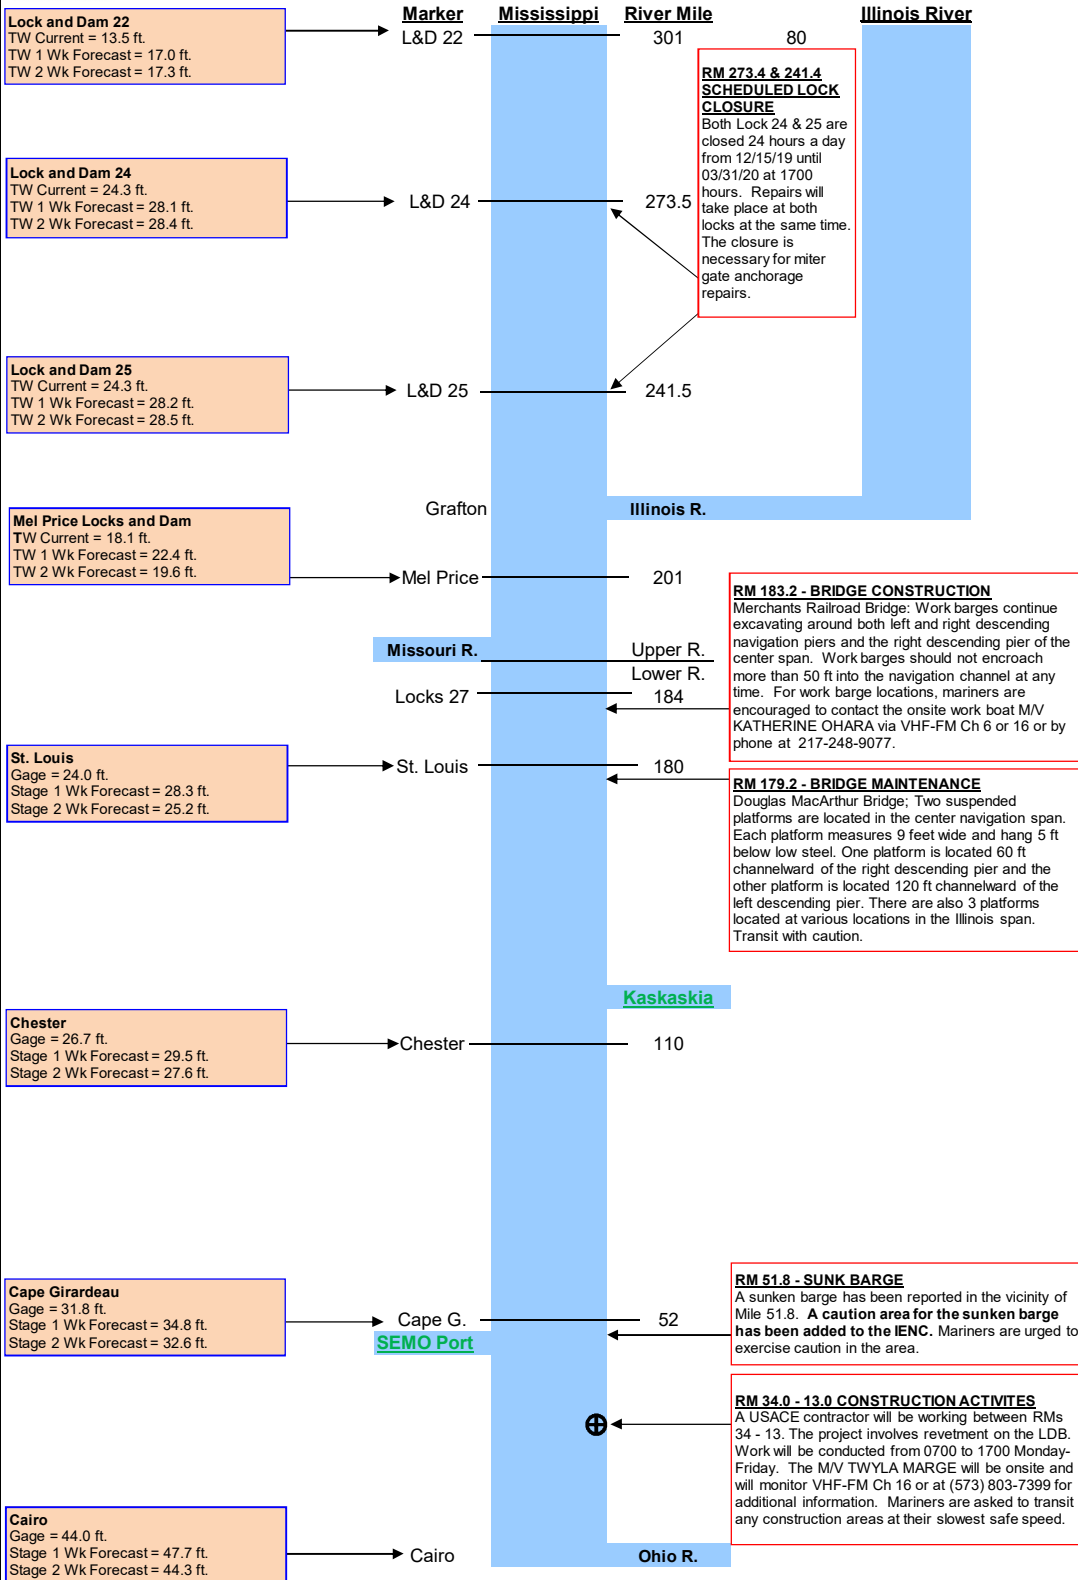 Marker Mississippi River Mile Illinois River
Lock and Dam 22
TW Current = 13.5 ft.
TW 1 Wk Forecast = 17.0 ft.
TW 2 Wk Forecast = 17.3 ft.
L&D 22 301 80
RM 273.4 & 241.4
SCHEDULED LOCK
CLOSURE
Both Lock 24 & 25 are
closed 24 hours a day
from 12/15/19 until
03/31/20 at 1700
hours. Repairs will
take place at both
locks at the same time.
The closure is
necessary for miter
gate anchorage
repairs.
Lock and Dam 24
TW Current = 24.3 ft.
TW 1 Wk Forecast = 28.1 ft.
TW 2 Wk Forecast = 28.4 ft.
L&D 24 273.5
Lock and Dam 25
TW Current = 24.3 ft.
TW 1 Wk Forecast = 28.2 ft.
TW 2 Wk Forecast = 28.5 ft.
L&D 25 241.5
Grafton Illinois R.
Mel Price Locks and Dam
TW Current = 18.1 ft.
TW 1 Wk Forecast = 22.4 ft.
TW 2 Wk Forecast = 19.6 ft.
Mel Price 201
RM 183.2 - BRIDGE CONSTRUCTION
Merchants Railroad Bridge: Work barges continue
excavating around both left and right descending
navigation piers and the right descending pier of the
center span. Work barges should not encroach
more than 50 ft into the navigation channel at any
time. For work barge locations, mariners are
encouraged to contact the onsite work boat M/V
KATHERINE OHARA via VHF-FM Ch 6 or 16 or by
phone at 217-248-9077.
Missouri R. Upper R.
Lower R.
Locks 27 184
St. Louis
Gage = 24.0 ft.
Stage 1 Wk Forecast = 28.3 ft.
Stage 2 Wk Forecast = 25.2 ft.
St. Louis 180
RM 179.2 - BRIDGE MAINTENANCE
Douglas MacArthur Bridge; Two suspended
platforms are located in the center navigation span.
Each platform measures 9 feet wide and hang 5 ft
below low steel. One platform is located 60 ft
channelward of the right descending pier and the
other platform is located 120 ft channelward of the
left descending pier. There are also 3 platforms
located at various locations in the Illinois span.
Transit with caution.
Kaskaskia
Chester
Gage = 26.7 ft.
Stage 1 Wk Forecast = 29.5 ft.
Stage 2 Wk Forecast = 27.6 ft.
Chester 110
Cape Girardeau
Gage = 31.8 ft.
Stage 1 Wk Forecast = 34.8 ft.
Stage 2 Wk Forecast = 32.6 ft.
Cape G. 52
SEMO Port
RM 51.8 - SUNK BARGE
A sunken barge has been reported in the vicinity of
Mile 51.8. A caution area for the sunken barge
has been added to the IENC. Mariners are urged to
exercise caution in the area.
RM 34.0 - 13.0 CONSTRUCTION ACTIVITES
A USACE contractor will be working between RMs
34 - 13. The project involves revetment on the LDB.
Work will be conducted from 0700 to 1700 Monday-
Friday. The M/V TWYLA MARGE will be onsite and
will monitor VHF-FM Ch 16 or at (573) 803-7399 for
additional information. Mariners are asked to transit
any construction areas at their slowest safe speed.
Cairo
Gage = 44.0 ft.
Stage 1 Wk Forecast = 47.7 ft.
Stage 2 Wk Forecast = 44.3 ft.
Cairo Ohio R.